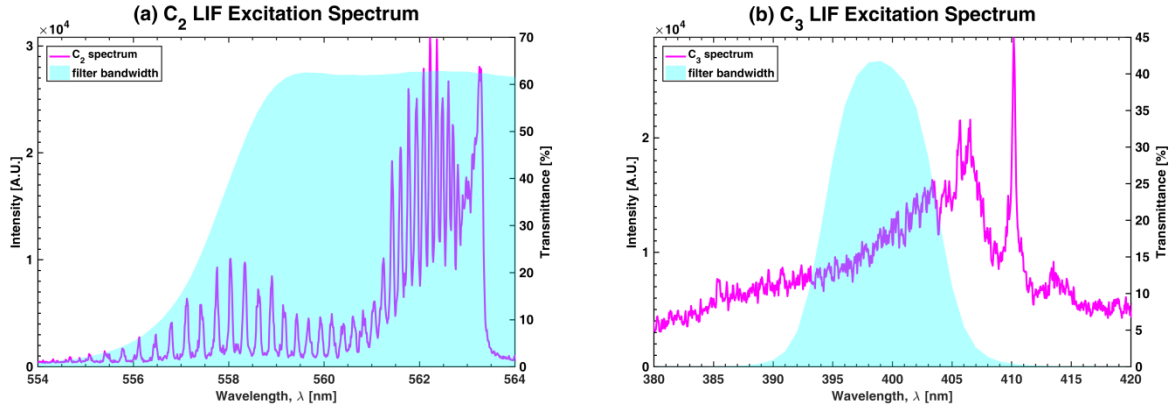 (a) C2 LIF Excitation Spectrum
×10^4
C2 spectrum
filter bandwidth
Intensity [A.U.]
3
2
1
0
70
60
50
40
30
20
10
0
Transmittance [%]
554 556 558 560 562 564
Wavelength, λ [nm]
(b) C3 LIF Excitation Spectrum
×10^4
C3 spectrum
filter bandwidth
Intensity [A.U.]
2
1
0
45
40
35
30
25
20
15
10
5
0
Transmittance [%]
380 385 390 395 400 405 410 415 420
Wavelength, λ [nm]